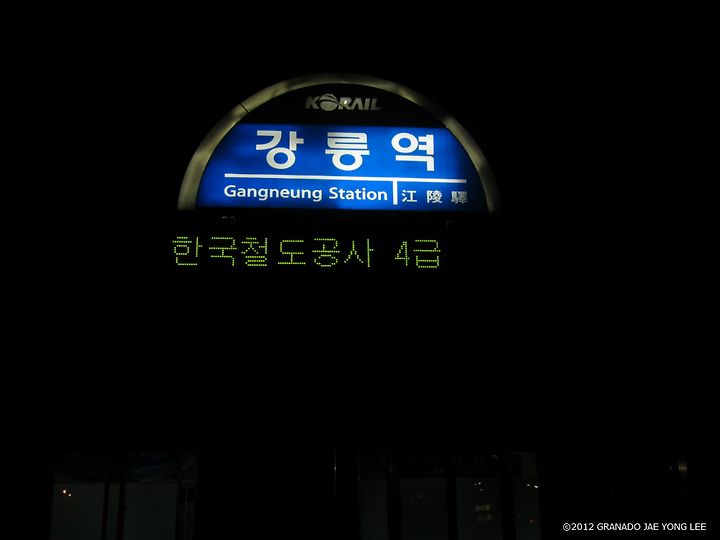 KORAIL
강릉역
Gangneung Station 江陵驛
한국철도공사 4급
©2012 GRANADO JAE YONG LEE